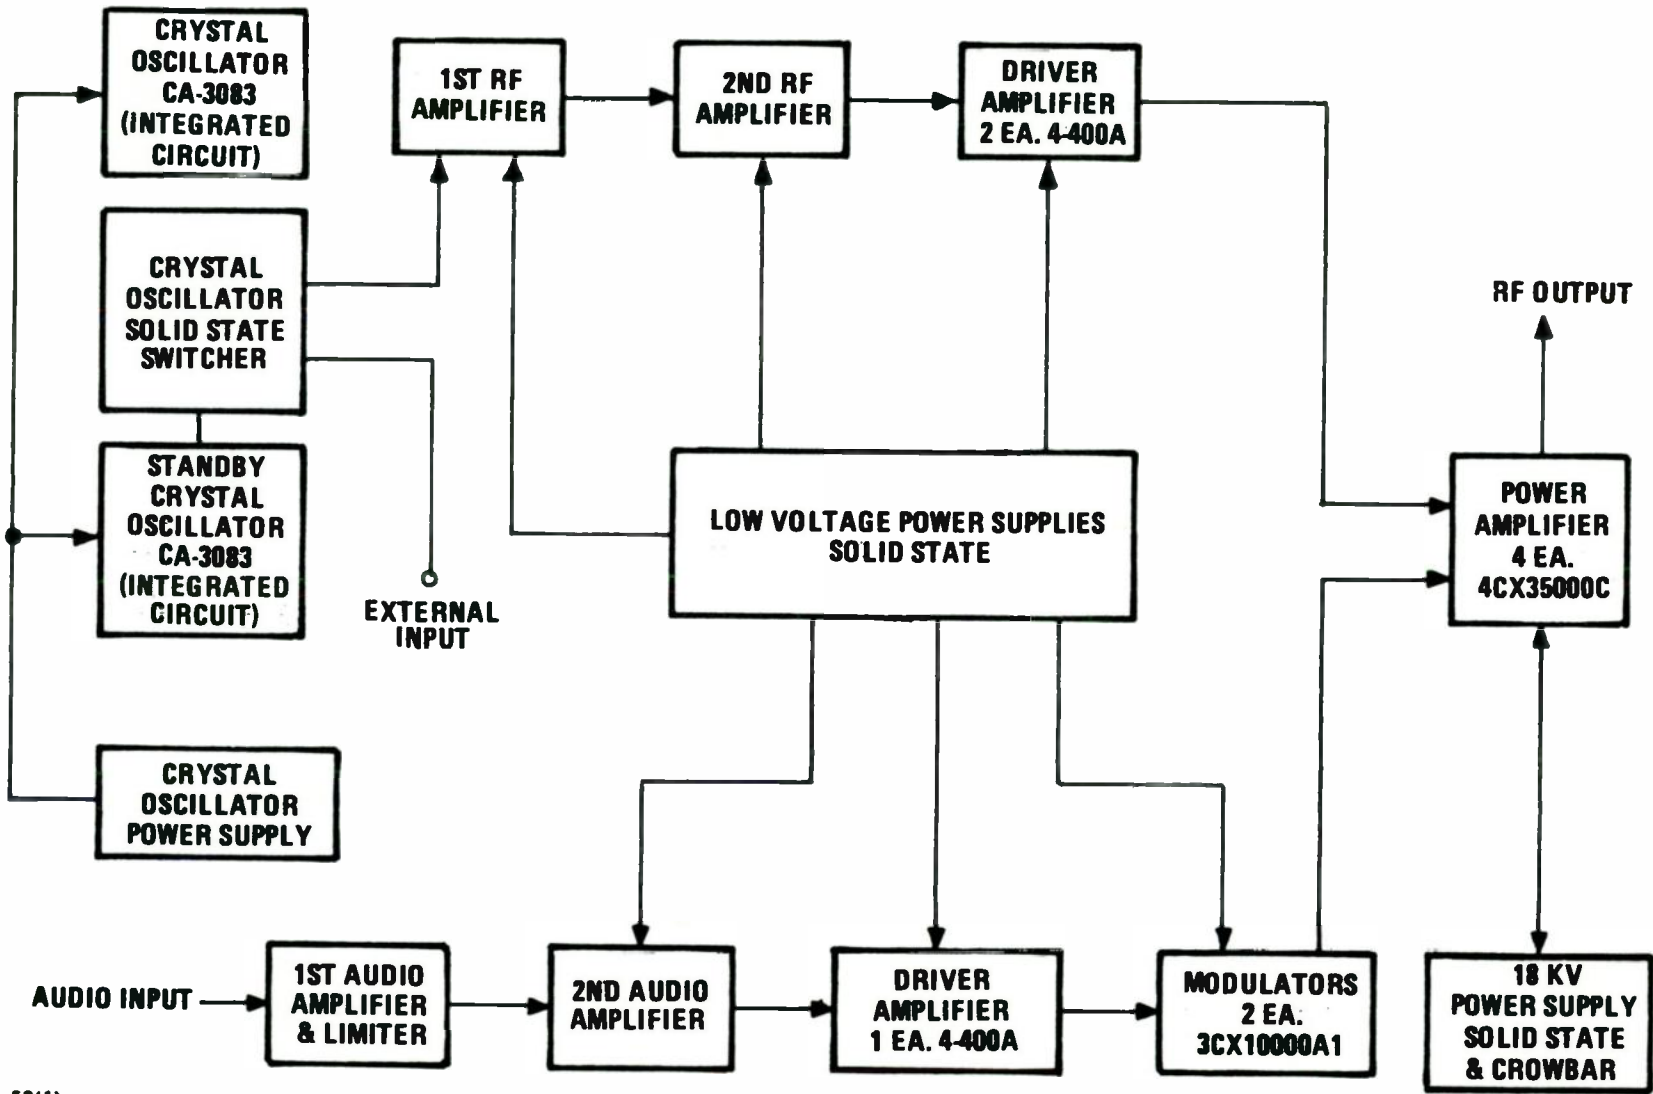 CRYSTAL
OSCILLATOR
CA-3083
(INTEGRATED
CIRCUIT)
1ST RF
AMPLIFIER
2ND RF
AMPLIFIER
DRIVER
AMPLIFIER
2 EA. 4-400A
CRYSTAL
OSCILLATOR
SOLID STATE
SWITCHER
RF OUTPUT
STANDBY
CRYSTAL
OSCILLATOR
CA-3083
(INTEGRATED
CIRCUIT)
EXTERNAL
INPUT
LOW VOLTAGE POWER SUPPLIES
SOLID STATE
POWER
AMPLIFIER
4 EA.
4CX35000C
CRYSTAL
OSCILLATOR
POWER SUPPLY
AUDIO INPUT
1ST AUDIO
AMPLIFIER
& LIMITER
2ND AUDIO
AMPLIFIER
DRIVER
AMPLIFIER
1 EA. 4-400A
MODULATORS
2 EA.
3CX10000A1
18 KV
POWER SUPPLY
SOLID STATE
& CROWBAR